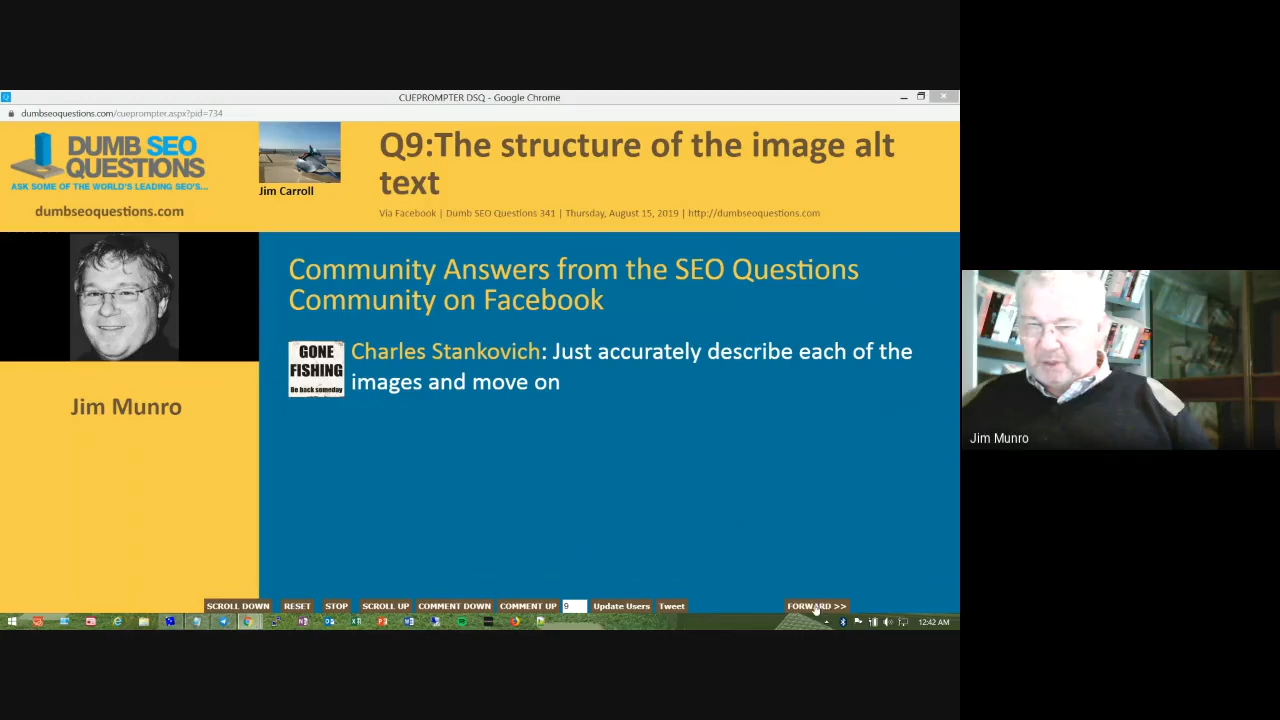 CUEPROMPTER DSQ - Google Chrome
dumbseoquestions.com/cueprompter.aspx?pid=734
DUMB SEO
QUESTIONS
ASK SOME OF THE WORLD'S LEADING SEO'S...
dumbseoquestions.com
Jim Carroll
Q9:The structure of the image alt
text
Via Facebook | Dumb SEO Questions 341 | Thursday, August 15, 2019 | http://dumbseoquestions.com
Jim Munro
Community Answers from the SEO Questions
Community on Facebook
GONE
FISHING
Be back someday
Charles Stankovich: Just accurately describe each of the
images and move on
Jim Munro
SCROLL DOWN RESET STOP SCROLL UP COMMENT DOWN COMMENT UP 9 Update Users Tweet FORWARD >>
12:42 AM